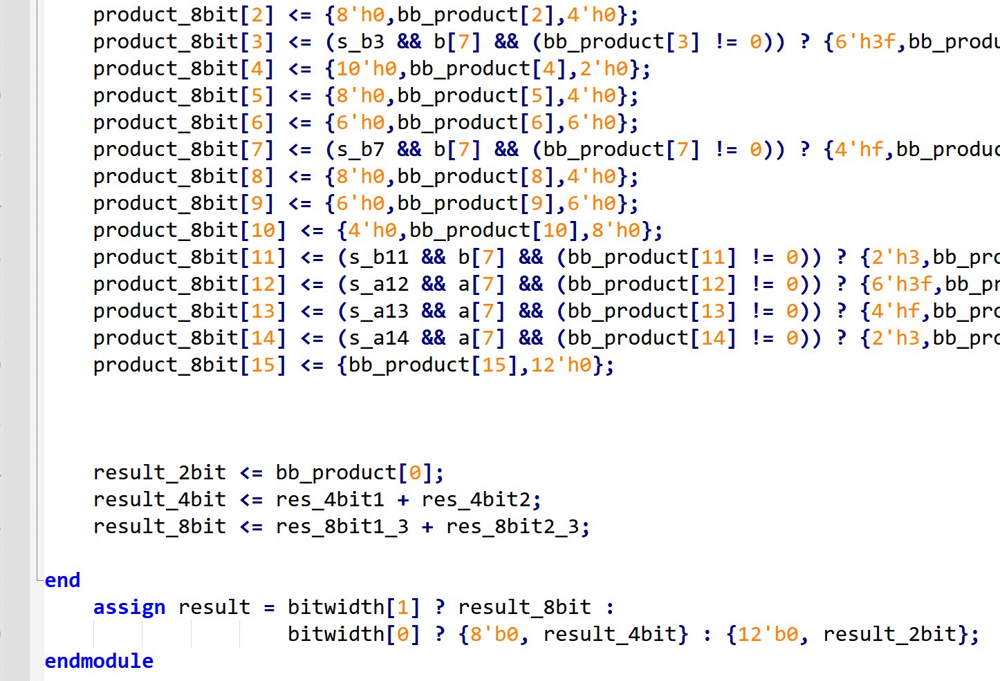 product_8bit[2] <= {8'h0,bb_product[2],4'h0};
product_8bit[3] <= (s_b3 && b[7] && (bb_product[3] != 0)) ? {6'h3f,bb_produ
product_8bit[4] <= {10'h0,bb_product[4],2'h0};
product_8bit[5] <= {8'h0,bb_product[5],4'h0};
product_8bit[6] <= {6'h0,bb_product[6],6'h0};
product_8bit[7] <= (s_b7 && b[7] && (bb_product[7] != 0)) ? {4'hf,bb_produc
product_8bit[8] <= {8'h0,bb_product[8],4'h0};
product_8bit[9] <= {6'h0,bb_product[9],6'h0};
product_8bit[10] <= {4'h0,bb_product[10],8'h0};
product_8bit[11] <= (s_b11 && b[7] && (bb_product[11] != 0)) ? {2'h3,bb_pro
product_8bit[12] <= (s_a12 && a[7] && (bb_product[12] != 0)) ? {6'h3f,bb_pr
product_8bit[13] <= (s_a13 && a[7] && (bb_product[13] != 0)) ? {4'hf,bb_pro
product_8bit[14] <= (s_a14 && a[7] && (bb_product[14] != 0)) ? {2'h3,bb_pro
product_8bit[15] <= {bb_product[15],12'h0};
result_2bit <= bb_product[0];
result_4bit <= res_4bit1 + res_4bit2;
result_8bit <= res_8bit1_3 + res_8bit2_3;
end
assign result = bitwidth[1] ? result_8bit :
bitwidth[0] ? {8'b0, result_4bit} : {12'b0, result_2bit};
endmodule